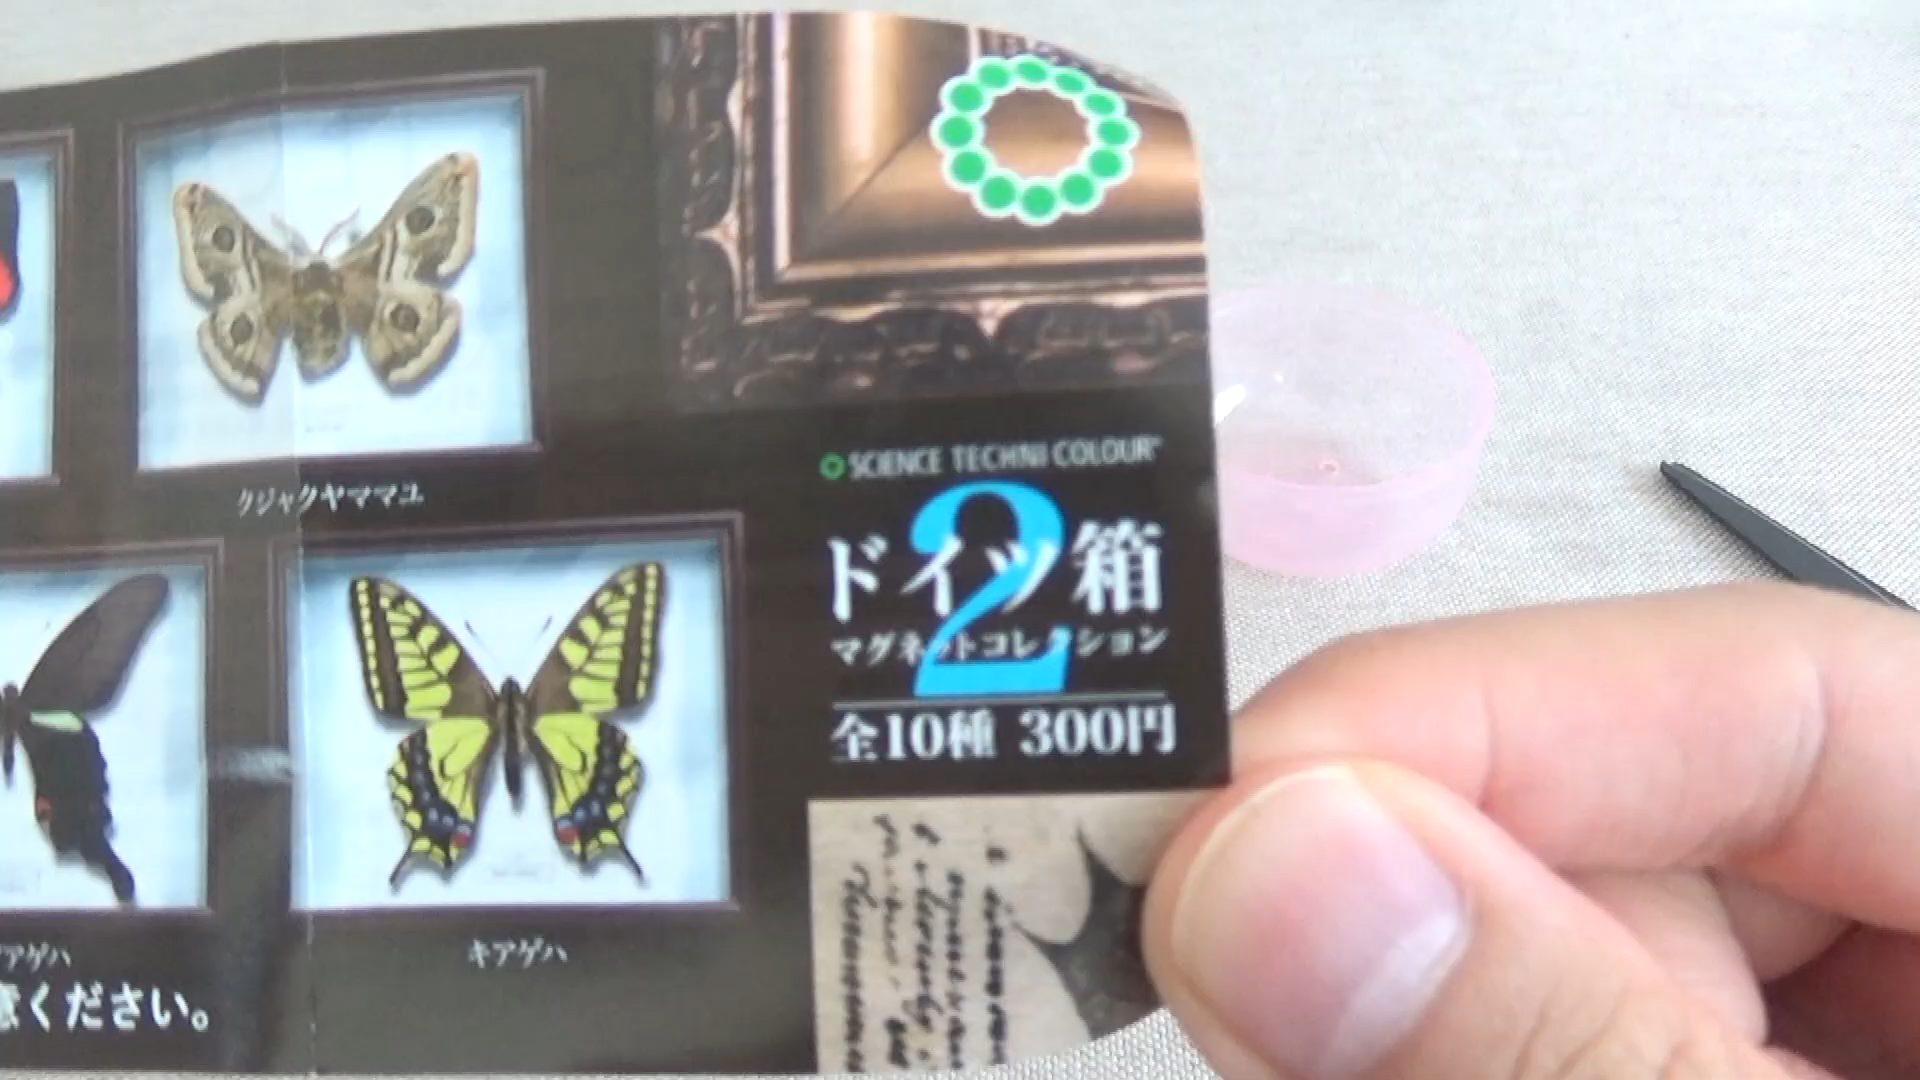 クジャクヤママユ
SCIENCE TECHNI COLOUR
2
ドイツ箱
マグネットコレクション
全10種 300円
アゲハ
キアゲハ
ください。